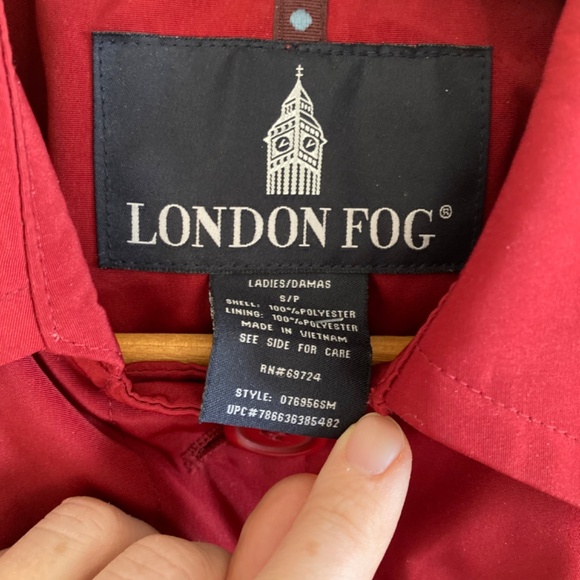 LONDON FOG®
LADIES/DAMAS
S/P
SHELL: 100%POLYESTER
LINING: 100%POLYESTER
MADE IN VIETNAM
SEE SIDE FOR CARE
RN#69724
STYLE: 076956SM
UPC#786636385482